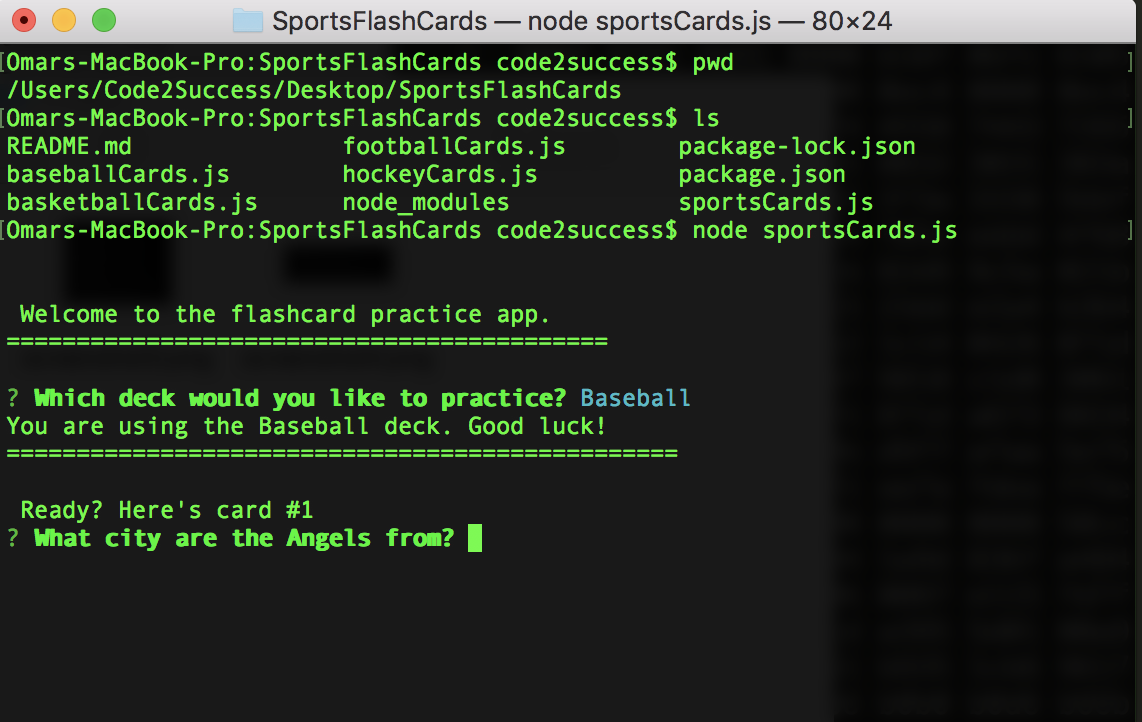 SportsFlashCards — node sportsCards.js — 80×24
[Omars-MacBook-Pro:SportsFlashCards code2success$ pwd ]
/Users/Code2Success/Desktop/SportsFlashCards
[Omars-MacBook-Pro:SportsFlashCards code2success$ ls ]
README.md footballCards.js package-lock.json
baseballCards.js hockeyCards.js package.json
basketballCards.js node_modules sportsCards.js
[Omars-MacBook-Pro:SportsFlashCards code2success$ node sportsCards.js ]
Welcome to the flashcard practice app.
===========================================
? Which deck would you like to practice? Baseball
You are using the Baseball deck. Good luck!
================================================
Ready? Here's card #1
? What city are the Angels from?